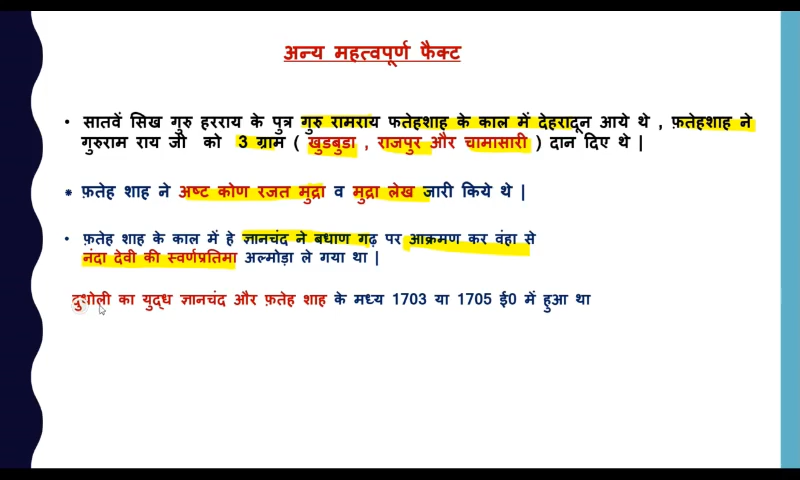 अन्य महत्वपूर्ण फैक्ट
• सातवें सिख गुरु हरराय के पुत्र गुरु रामराय फतेहशाह के काल में देहरादून आये थे , फ़तेहशाह ने
गुरुराम राय जी को 3 ग्राम ( खुडबुडा , राजपुर और चामासारी ) दान दिए थे |
* फ़तेह शाह ने अष्ट कोण रजत मुद्रा व मुद्रा लेख जारी किये थे |
• फ़तेह शाह के काल में हे ज्ञानचंद ने बधाण गढ़ पर आक्रमण कर वंहा से
नंदा देवी की स्वर्णप्रतिमा अल्मोड़ा ले गया था |
दुशोली का युद्ध ज्ञानचंद और फ़तेह शाह के मध्य 1703 या 1705 ई0 में हुआ था